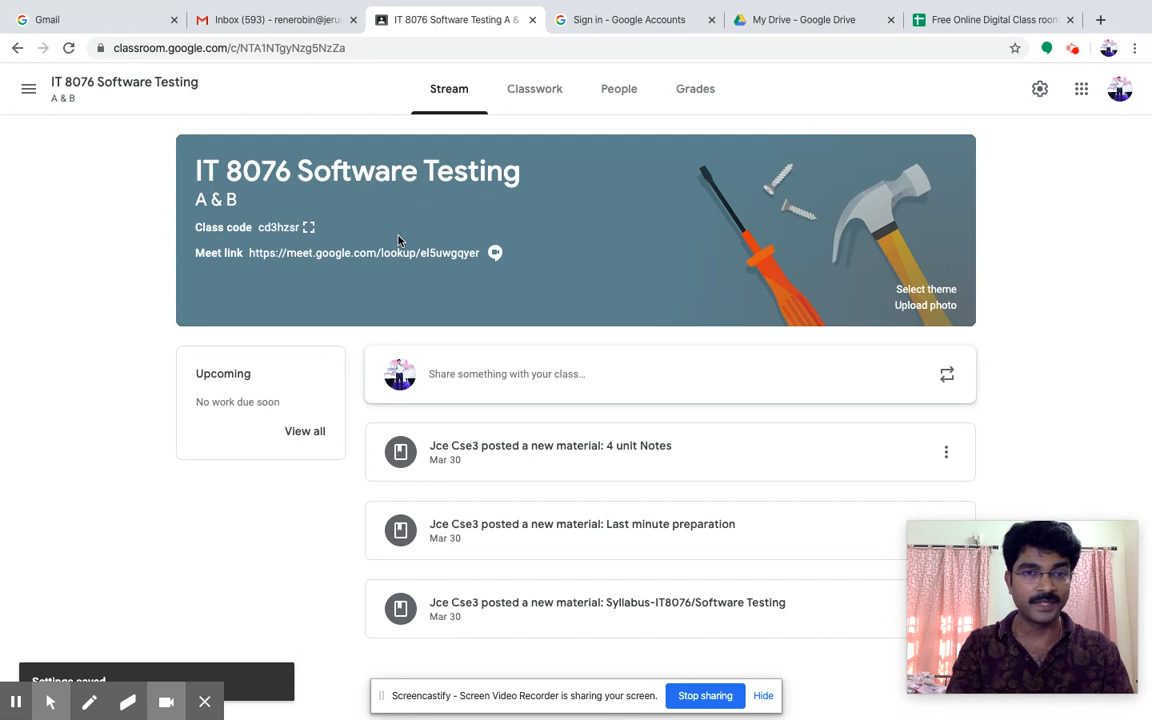 Gmail
Inbox (593) - renerobin@jerus
IT 8076 Software Testing A &
Sign in - Google Accounts
My Drive - Google Drive
Free Online Digital Class room
classroom.google.com/c/NTA1NTgyNzg5NzZa
IT 8076 Software Testing
A & B
Stream
Classwork
People
Grades
IT 8076 Software Testing
A & B
Class code cd3hzsr
Meet link https://meet.google.com/lookup/el5uwgqyer
Select theme
Upload photo
Upcoming
No work due soon
View all
Share something with your class...
Jce Cse3 posted a new material: 4 unit Notes
Mar 30
Jce Cse3 posted a new material: Last minute preparation
Mar 30
Jce Cse3 posted a new material: Syllabus-IT8076/Software Testing
Mar 30
Settings saved
Screencastify - Screen Video Recorder is sharing your screen.
Stop sharing
Hide